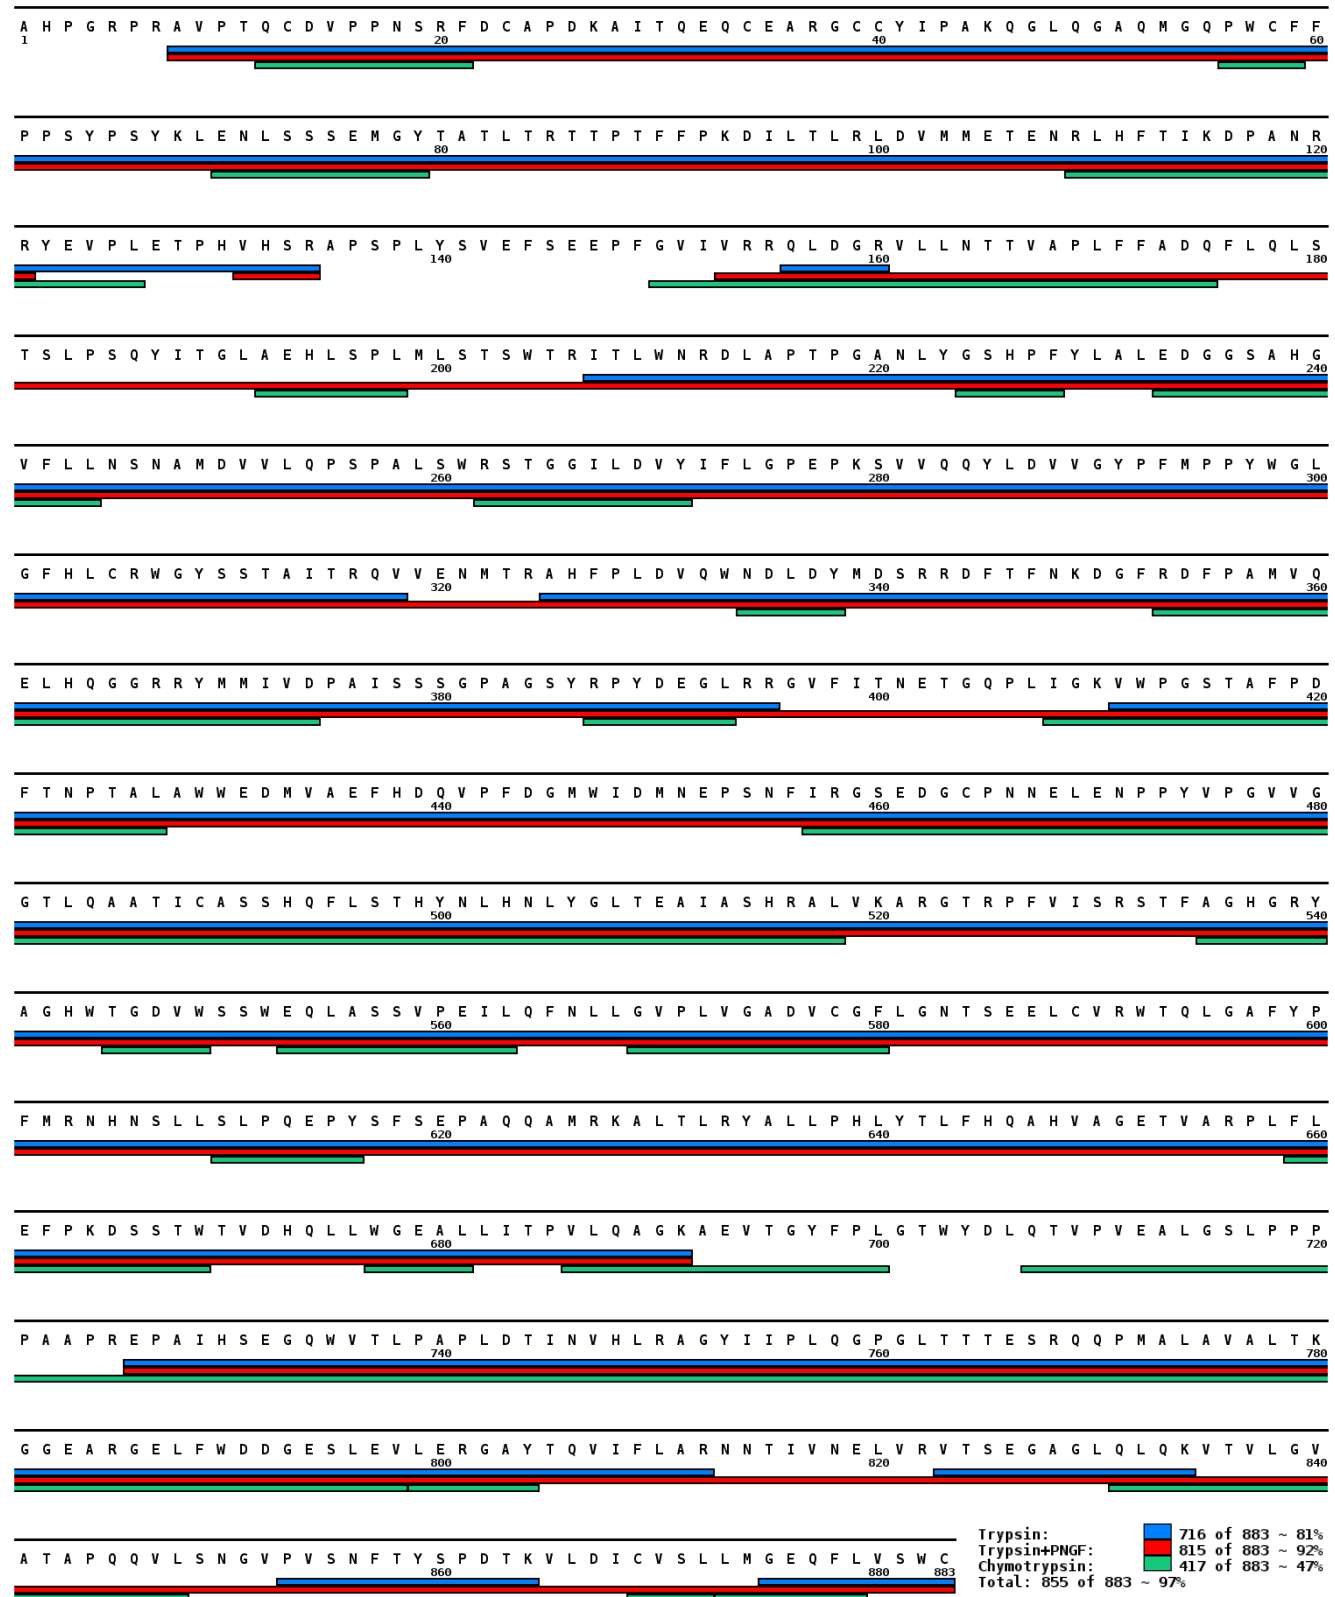 A H P G R P R A V P T Q C D V P P N S R F D C A P D K A I T Q E Q C E A R G C C Y I P A K Q G L Q G A Q M G Q P W C F F
1 20 40 60
P P S Y P S Y K L E N L S S S E M G Y T A T L T R T T P T F F P K D I L T L R L D V M M E T E N R L H F T I K D P A N R
80 100 120
R Y E V P L E T P H V H S R A P S P L Y S V E F S E E P F G V I V R R Q L D G R V L L N T T V A P L F F A D Q F L Q L S
140 160 180
T S L P S Q Y I T G L A E H L S P L M L S T S W T R I T L W N R D L A P T P G A N L Y G S H P F Y L A L E D G G S A H G
200 220 240
V F L L N S N A M D V V L Q P S P A L S W R S T G G I L D V Y I F L G P E P K S V V Q Q Y L D V V G Y P F M P P Y W G L
260 280 300
G F H L C R W G Y S S T A I T R Q V V E N M T R A H F P L D V Q W N D L D Y M D S R R D F T F N K D G F R D F P A M V Q
320 340 360
E L H Q G G R R Y M M I V D P A I S S S G P A G S Y R P Y D E G L R R G V F I T N E T G Q P L I G K V W P G S T A F P D
380 400 420
F T N P T A L A W W E D M V A E F H D Q V P F D G M W I D M N E P S N F I R G S E D G C P N N E L E N P P Y V P G V V G
440 460 480
G T L Q A A T I C A S S H Q F L S T H Y N L H N L Y G L T E A I A S H R A L V K A R G T R P F V I S R S T F A G H G R Y
500 520 540
A G H W T G D V W S S W E Q L A S S V P E I L Q F N L L G V P L V G A D V C G F L G N T S E E L C V R W T Q L G A F Y P
560 580 600
F M R N H N S L L S L P Q E P Y S F S E P A Q Q A M R K A L T L R Y A L L P H L Y T L F H Q A H V A G E T V A R P L F L
620 640 660
E F P K D S S T W T V D H Q L L W G E A L L I T P V L Q A G K A E V T G Y F P L G T W Y D L Q T V P V E A L G S L P P P
680 700 720
P A A P R E P A I H S E G Q W V T L P A P L D T I N V H L R A G Y I I P L Q G P G L T T T E S R Q Q P M A L A V A L T K
740 760 780
G G E A R G E L F W D D G E S L E V L E R G A Y T Q V I F L A R N N T I V N E L V R V T S E G A G L Q L Q K V T V L G V
800 820 840
A T A P Q Q V L S N G V P V S N F T Y S P D T K V L D I C V S L L M G E Q F L V S W C
860 880 883
Trypsin: 716 of 883 ~ 81%
Trypsin+PNGF: 815 of 883 ~ 92%
Chymotrypsin: 417 of 883 ~ 47%
Total: 855 of 883 ~ 97%